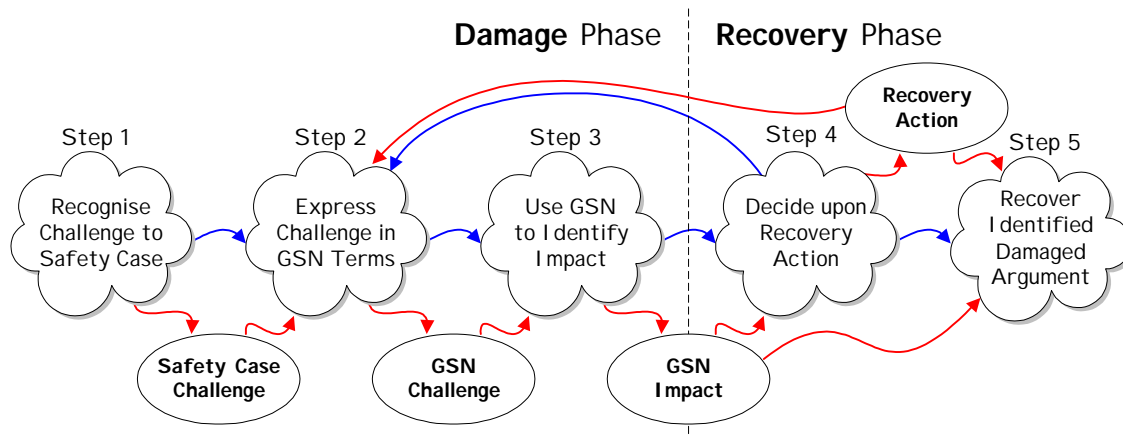 Damage Phase
Recovery Phase
Recovery
Action
Step 1
Step 2
Step 3
Step 4
Step 5
Recognise
Challenge to
Safety Case
Express
Challenge in
GSN Terms
Use GSN
to Identify
Impact
Decide upon
Recovery
Action
Recover
Identified
Damaged
Argument
Safety Case
Challenge
GSN
Challenge
GSN
Impact